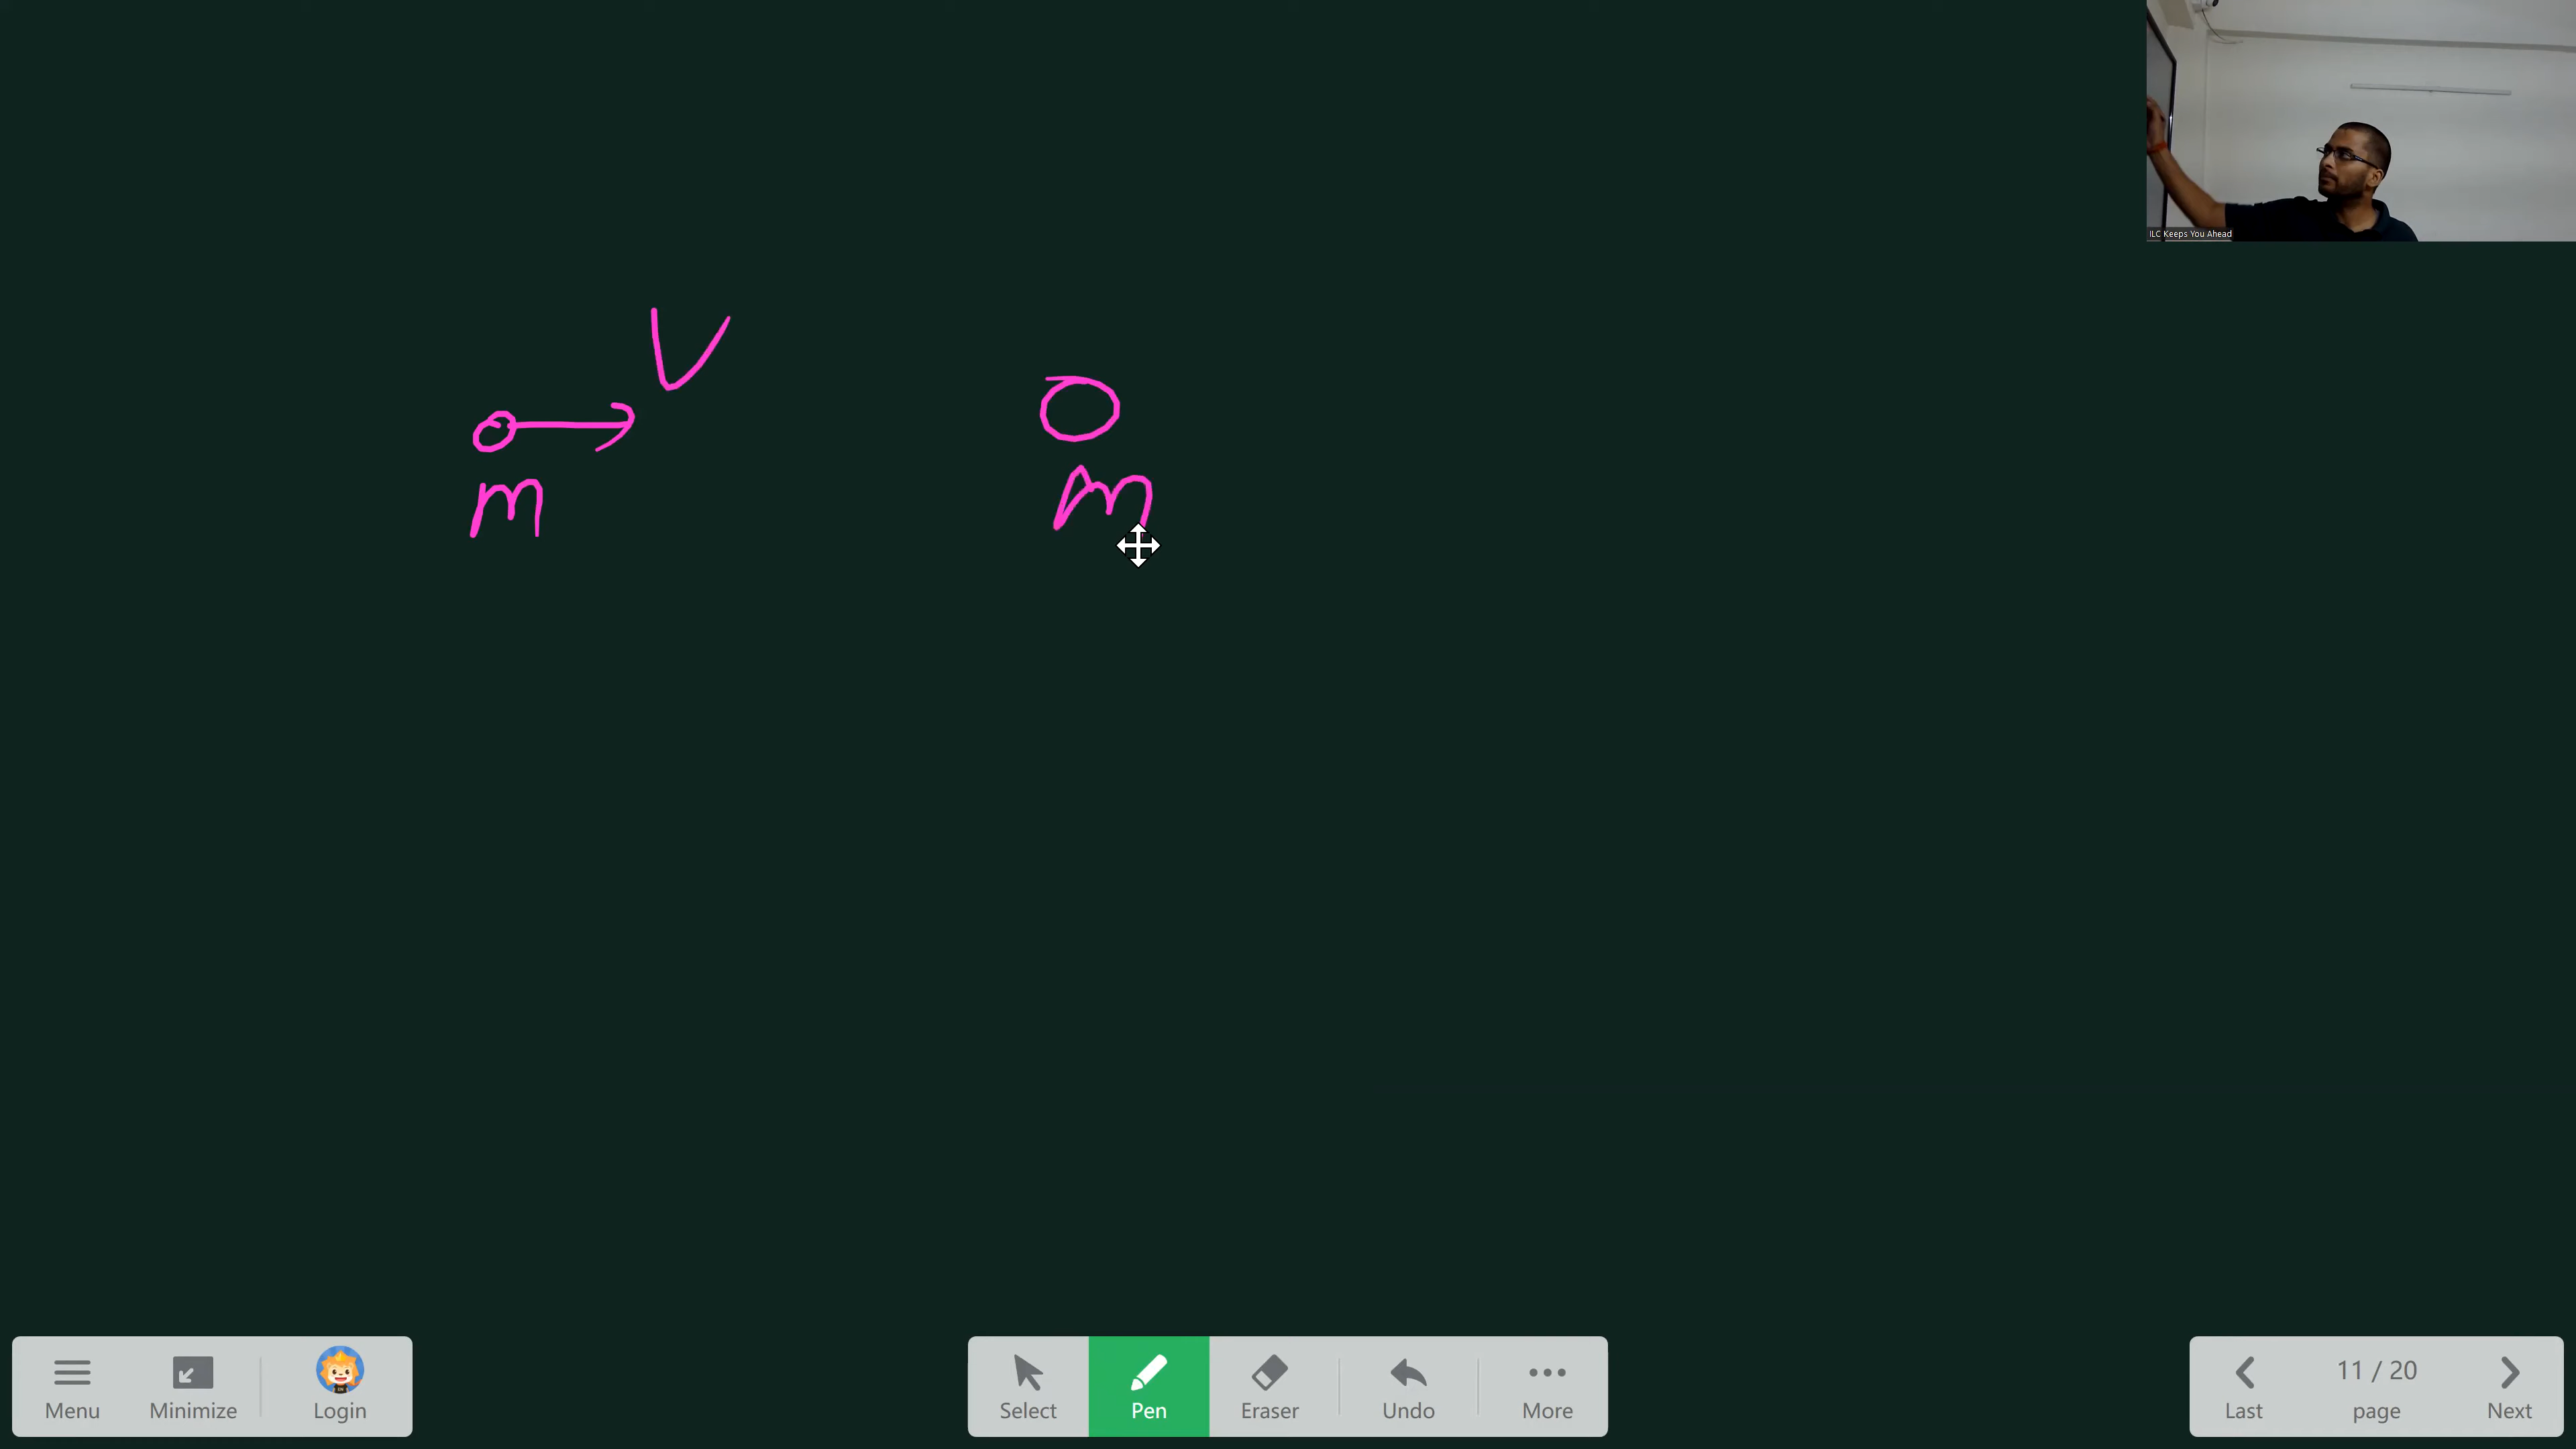 ILC Keeps You Ahead
V
m
m
Menu
Minimize
Login
Select
Pen
Eraser
Undo
More
Last
11 / 20
page
Next